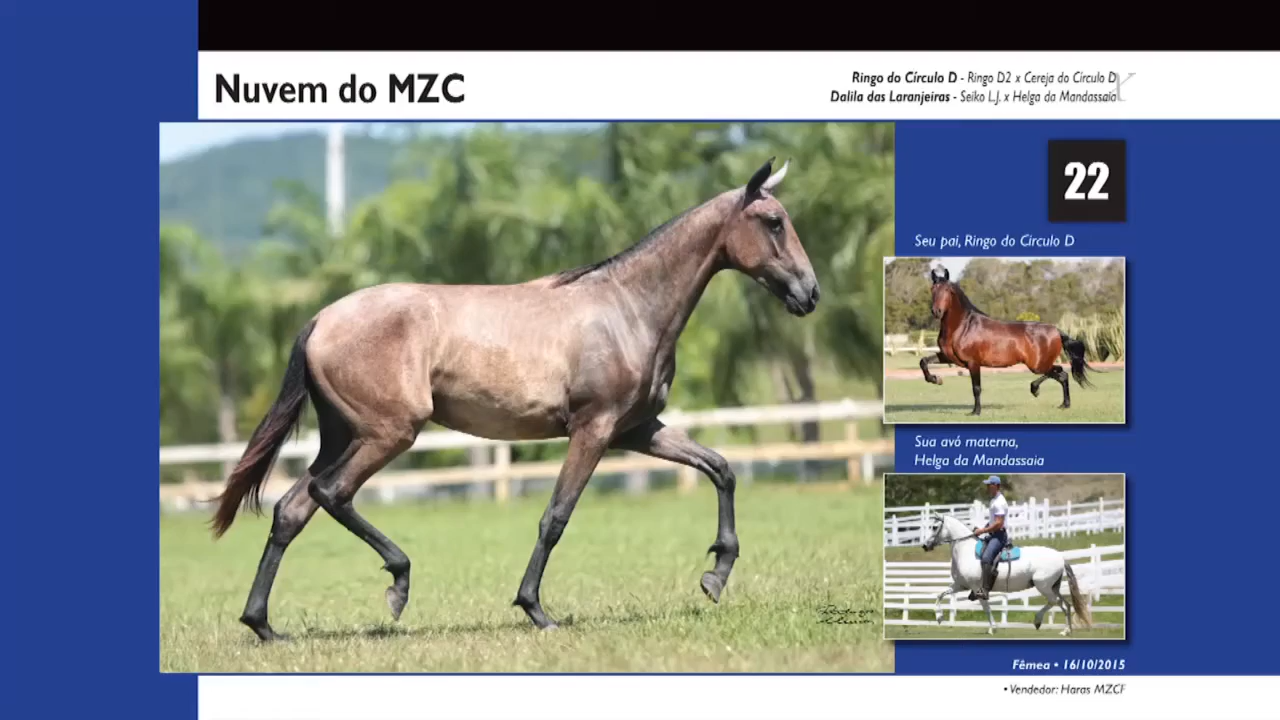 Nuvem do MZC
Ringo do Círculo D - Ringo D2 x Cereja do Círculo D
Dalila das Laranjeiras - Seiko L.J. x Helga da Mandassaia
22
Seu pai, Ringo do Círculo D
Sua avó materna,
Helga da Mandassaia
Fêmea • 16/10/2015
• Vendedor: Haras MZCF